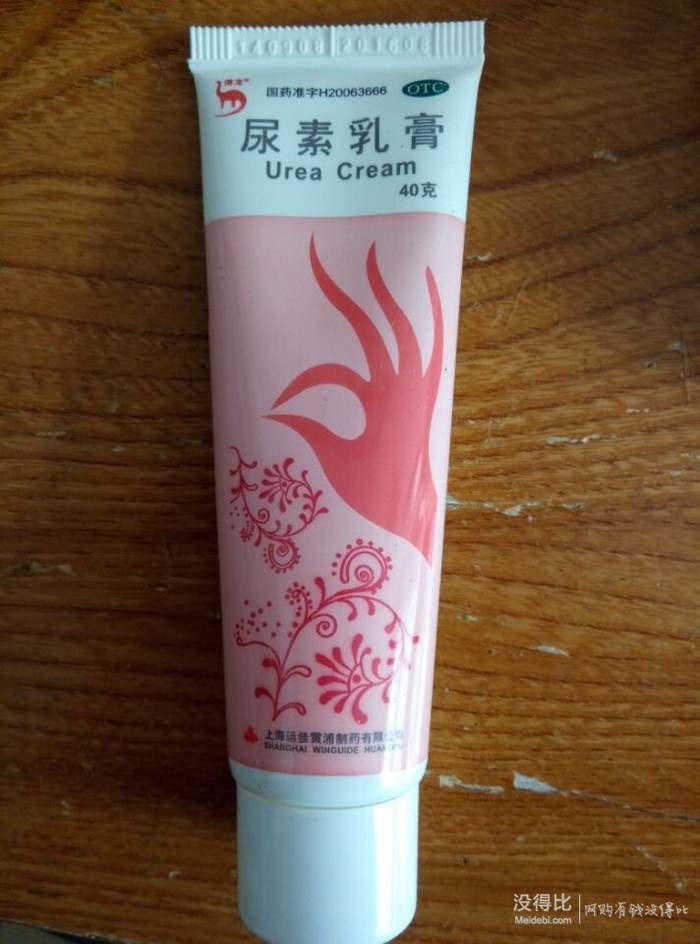 140908 201608
国药准字H20063666
OTC
尿素乳膏
Urea Cream
40克
上海运佳黄浦制药有限公司
SHANGHAI WINGUIDE HUANGPU
没得比
Meidebi.com
网购有钱没得比